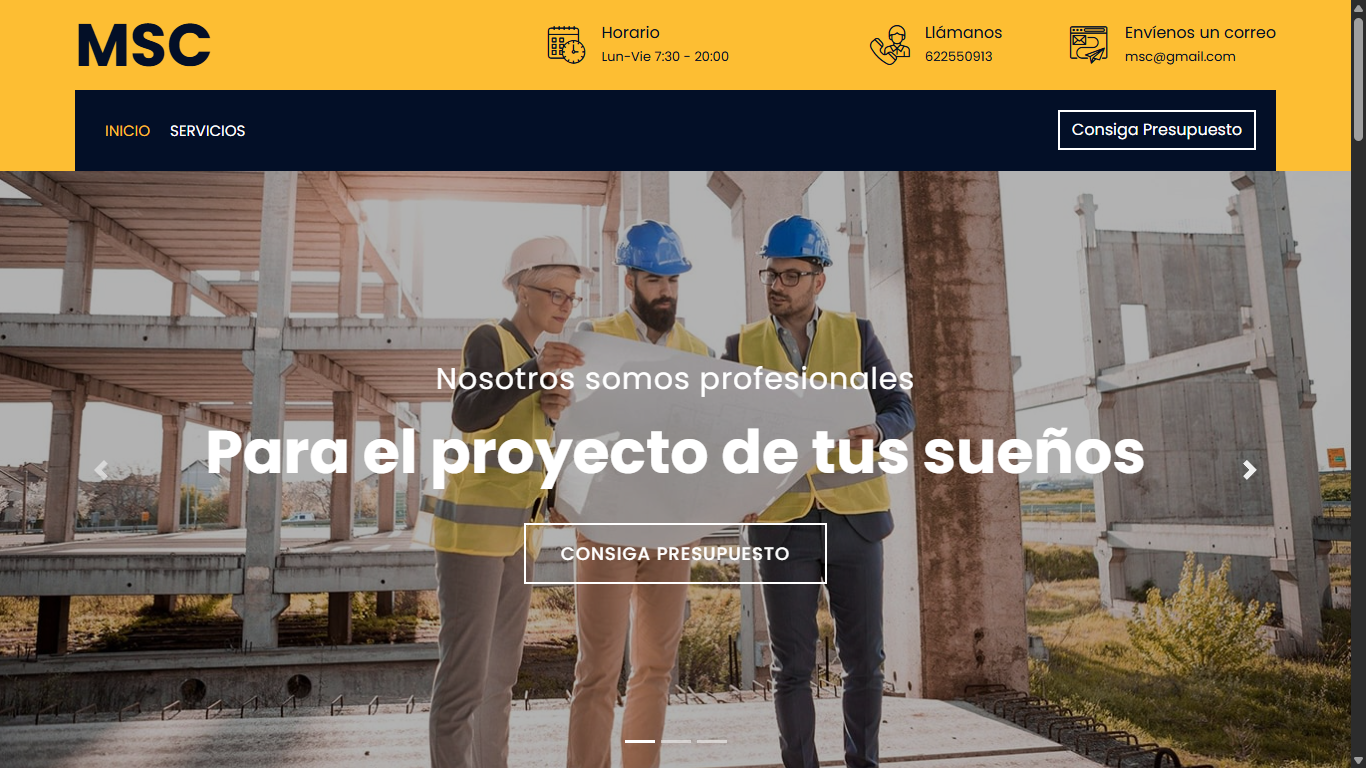 MSC
Horario
Lun-Vie 7:30 - 20:00
Llámanos
622550913
Envíenos un correo
msc@gmail.com
INICIO
SERVICIOS
Consiga Presupuesto
Nosotros somos profesionales
Para el proyecto de tus sueños
CONSIGA PRESUPUESTO